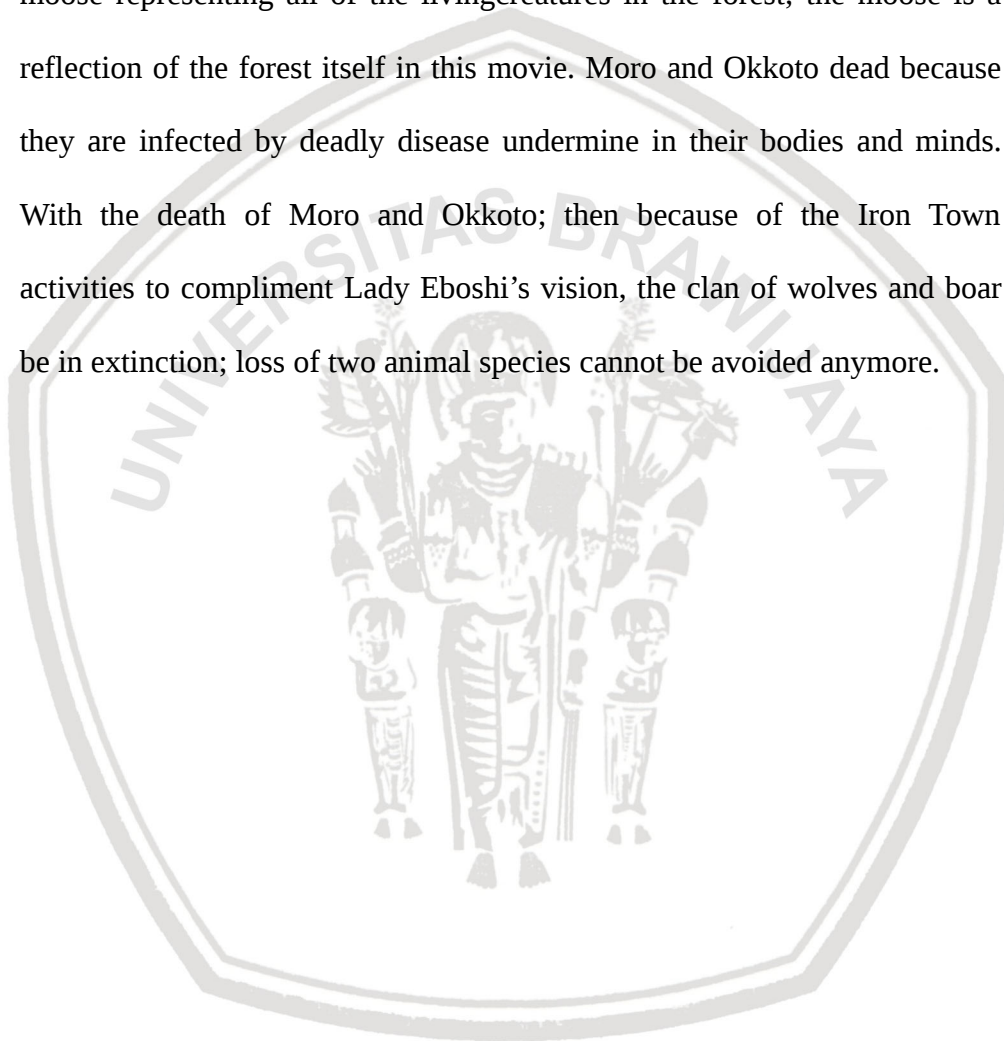 moose representing all of the livingcreatures in the forest, the moose is a
reflection of the forest itself in this movie. Moro and Okkoto dead because
they are infected by deadly disease undermine in their bodies and minds.
With the death of Moro and Okkoto; then because of the Iron Town
activities to compliment Lady Eboshi’s vision, the clan of wolves and boar
be in extinction; loss of two animal species cannot be avoided anymore.
UNIVERSITAS BRAWIJAYA